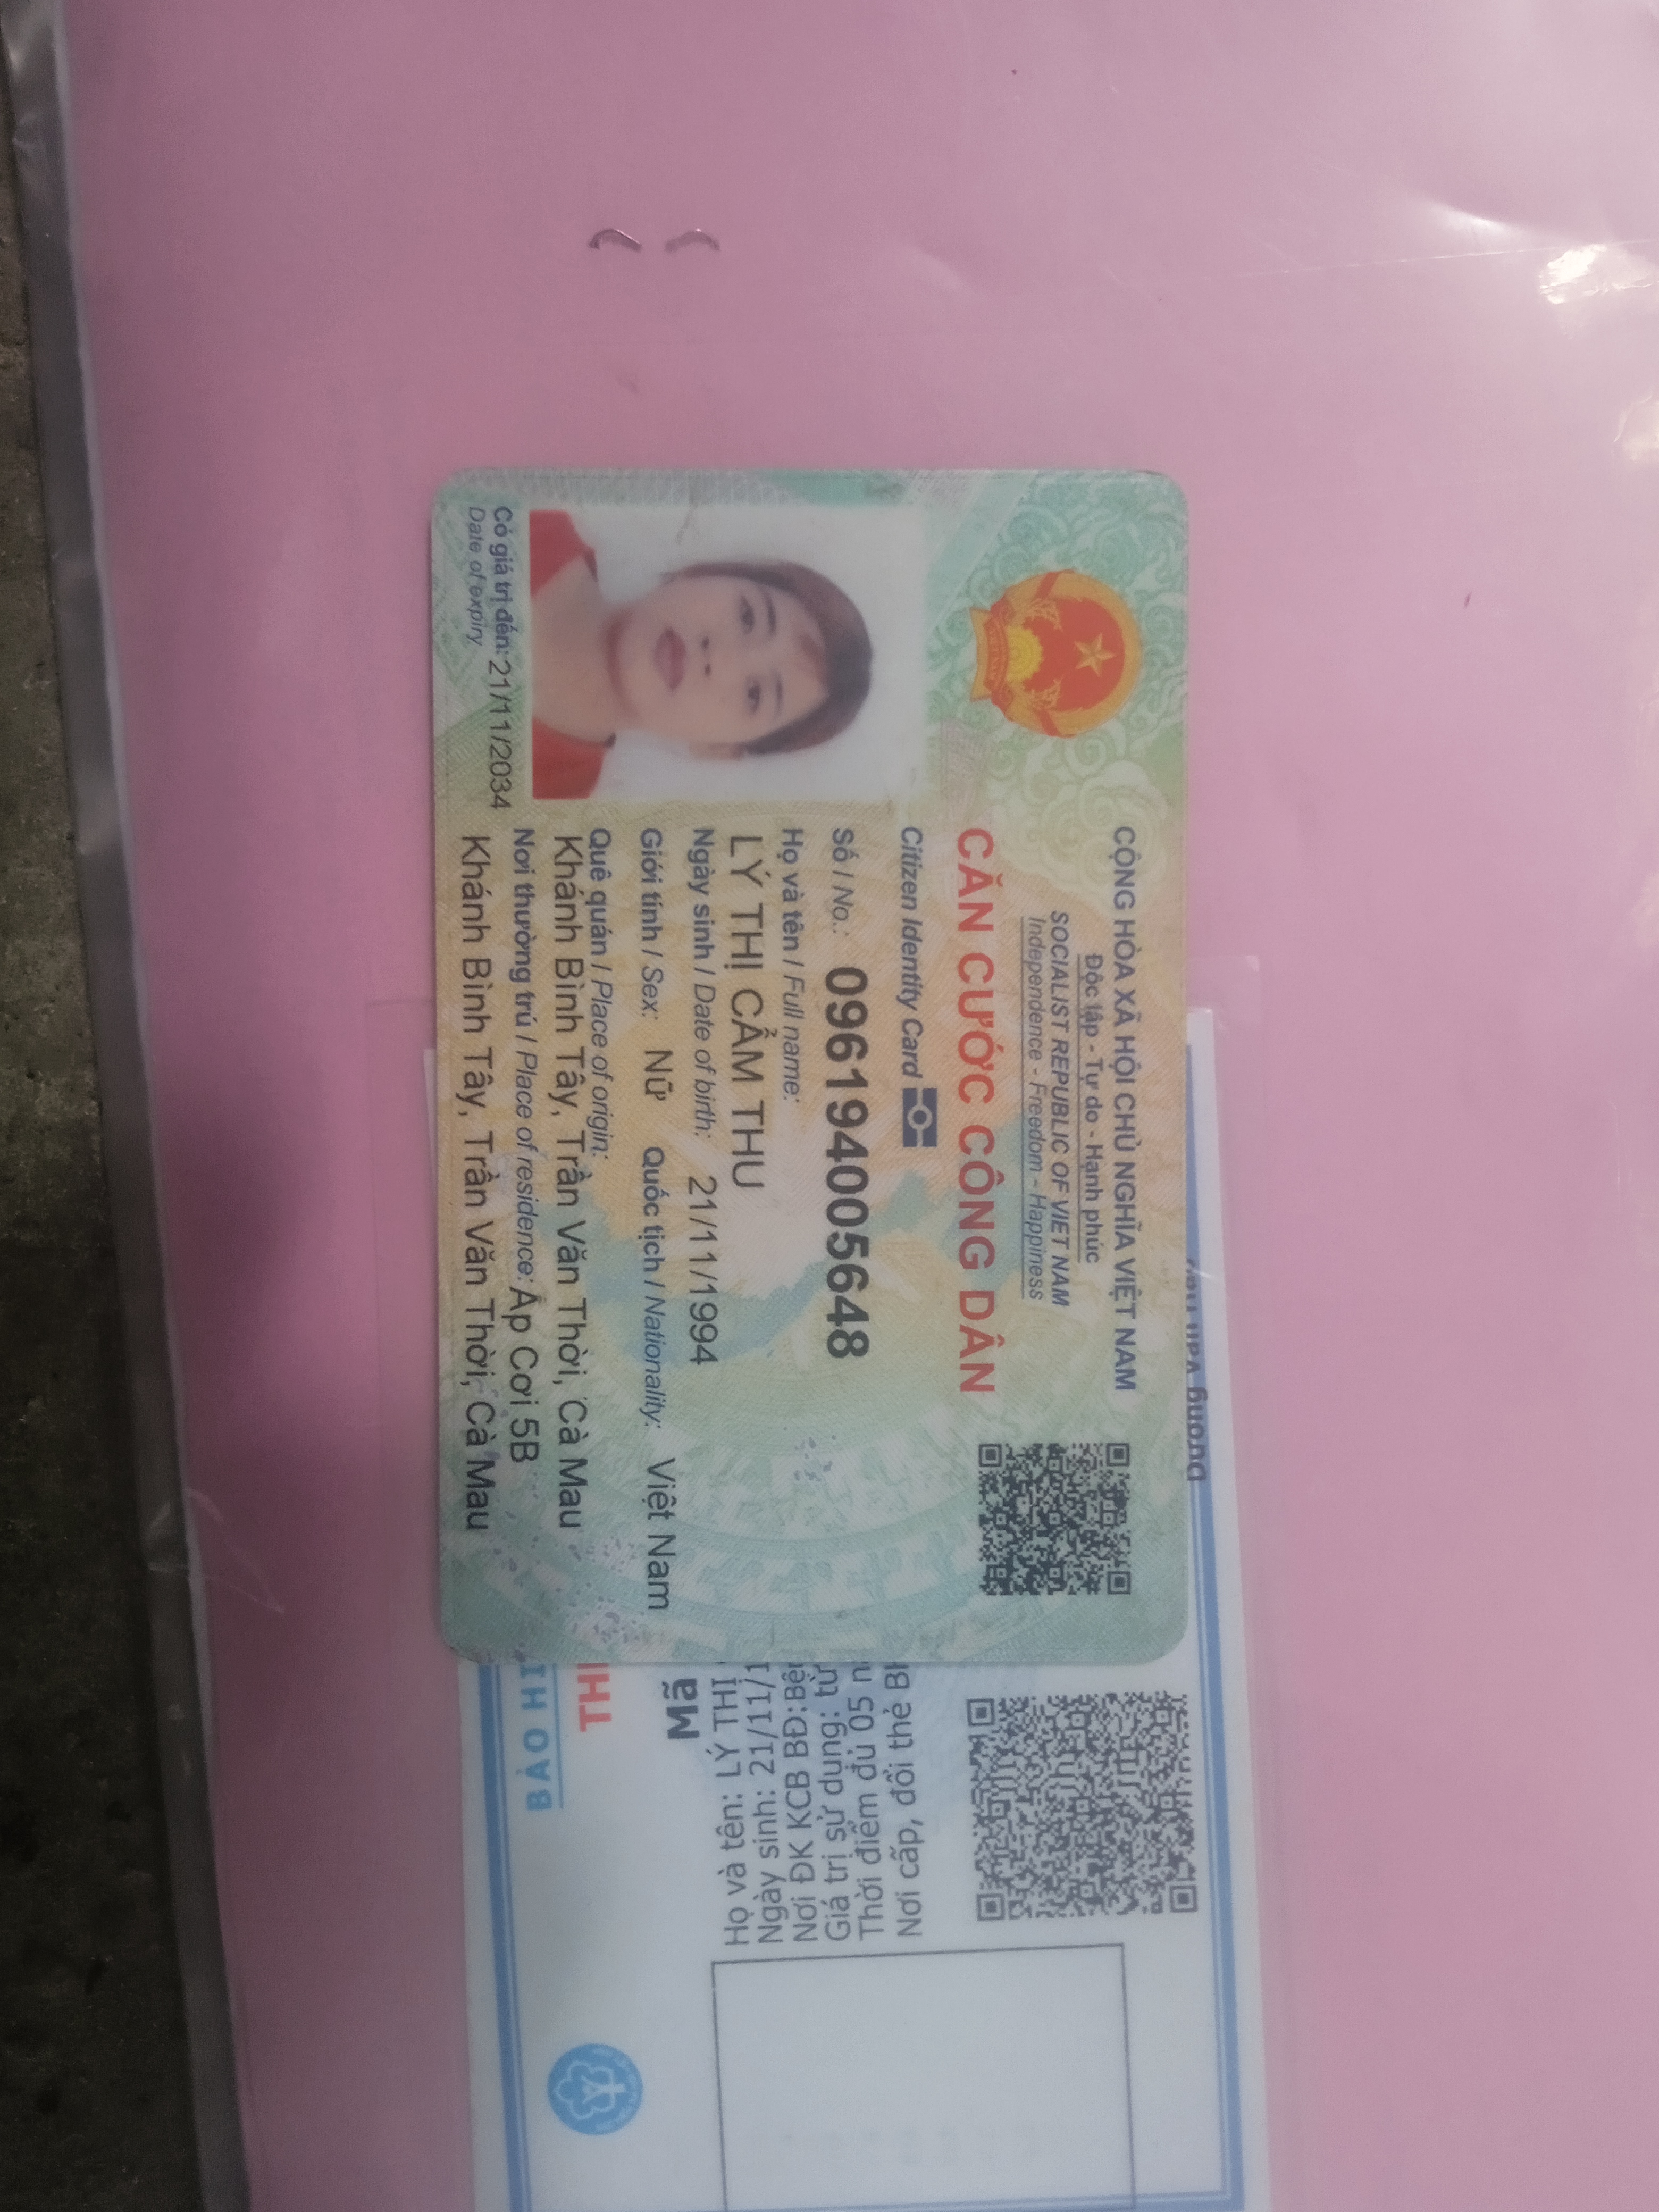 CỘNG HÒA XÃ HỘI CHỦ NGHĨA VIỆT NAM
Độc lập - Tự do - Hạnh phúc
SOCIALIST REPUBLIC OF VIET NAM
Independence - Freedom - Happiness
CĂN CƯỚC CÔNG DÂN
Citizen Identity Card
Số / No.: 096194005648
Họ và tên / Full name:
LÝ THỊ CẨM THU
Ngày sinh / Date of birth: 21/11/1994
Giới tính / Sex: Nữ Quốc tịch / Nationality: Việt Nam
Quê quán / Place of origin:
Khánh Bình Tây, Trần Văn Thời, Cà Mau
Nơi thường trú / Place of residence: Ấp Cơi 5B
Khánh Bình Tây, Trần Văn Thời, Cà Mau
Có giá trị đến: 21/11/2034
Date of expiry
BẢO HI
TH
Mã
Họ và tên: LÝ THỊ
Ngày sinh: 21/11/1
Nơi ĐK KCB BĐ: Bệ
Giá trị sử dụng: từ
Thời điểm đủ 05 n
Nơi cấp, đổi thẻ BH